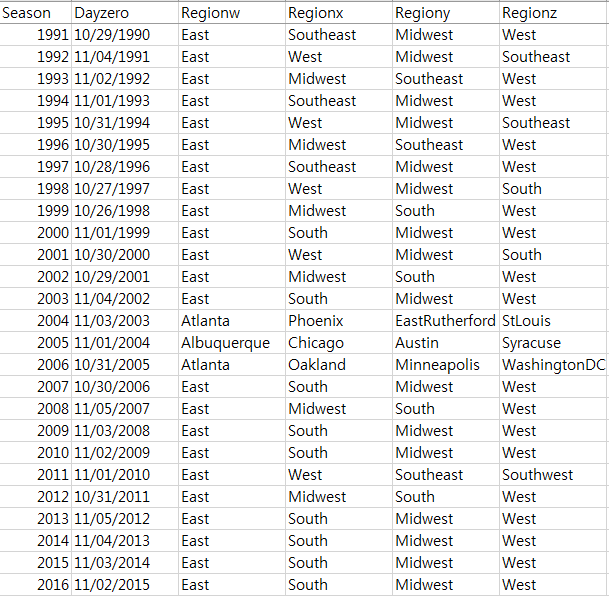 Season Dayzero Regionw Regionx Regiony Regionz
1991 10/29/1990 East Southeast Midwest West
1992 11/04/1991 East West Midwest Southeast
1993 11/02/1992 East Midwest Southeast West
1994 11/01/1993 East Southeast Midwest West
1995 10/31/1994 East West Midwest Southeast
1996 10/30/1995 East Midwest Southeast West
1997 10/28/1996 East Southeast Midwest West
1998 10/27/1997 East West Midwest South
1999 10/26/1998 East Midwest South West
2000 11/01/1999 East South Midwest West
2001 10/30/2000 East West Midwest South
2002 10/29/2001 East Midwest South West
2003 11/04/2002 East South Midwest West
2004 11/03/2003 Atlanta Phoenix EastRutherford StLouis
2005 11/01/2004 Albuquerque Chicago Austin Syracuse
2006 10/31/2005 Atlanta Oakland Minneapolis WashingtonDC
2007 10/30/2006 East South Midwest West
2008 11/05/2007 East Midwest South West
2009 11/03/2008 East South Midwest West
2010 11/02/2009 East South Midwest West
2011 11/01/2010 East West Southeast Southwest
2012 10/31/2011 East Midwest South West
2013 11/05/2012 East South Midwest West
2014 11/04/2013 East South Midwest West
2015 11/03/2014 East South Midwest West
2016 11/02/2015 East South Midwest West